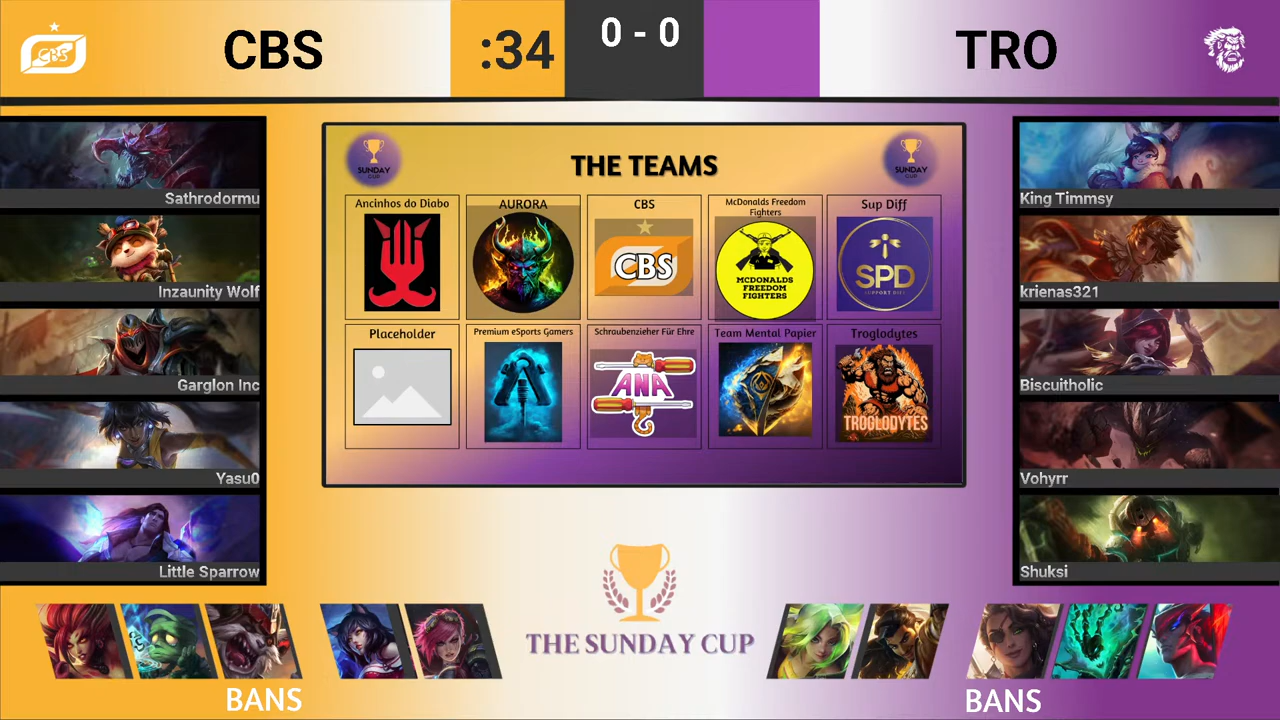 CBS
CBS
:34
0 - 0
TRO
Sathrodormu
Inzaunity Wolf
Garglon Inc
Yasu0
Little Sparrow
SUNDAY
CUP
THE TEAMS
SUNDAY
CUP
Ancinhos do Diabo
AURORA
CBS
McDonalds Freedom
Fighters
Sup Diff
CBS
MCDONALDS
FREEDOM
FIGHTERS
SPD
SUPPORT DIFF
Placeholder
Premium eSports Gamers
Schraubenzieher Für Ehre
Team Mental Papier
Troglodytes
ANA
TROGLODYTES
King Timmsy
krienas321
Biscuitholic
Vohyrr
Shuksi
THE SUNDAY CUP
BANS
BANS